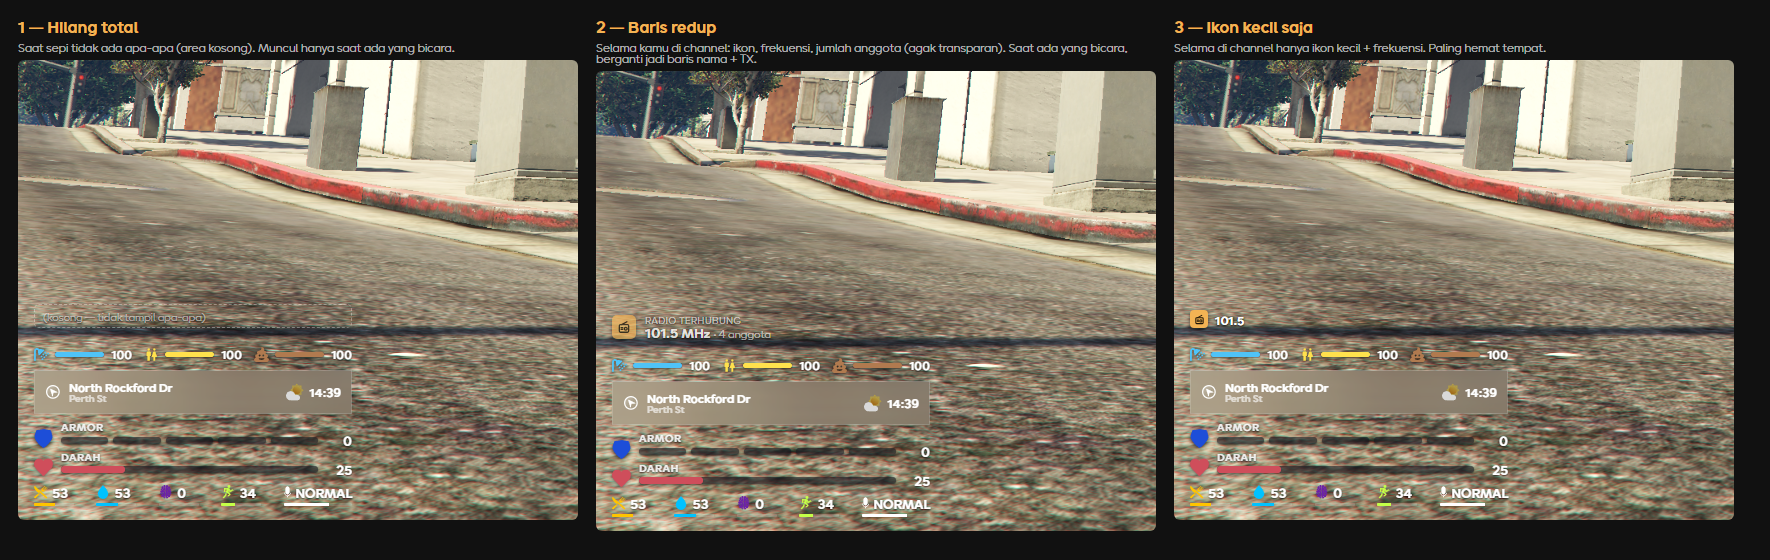 1 — Hilang total
Saat sepi tidak ada apa-apa (area kosong). Muncul hanya saat ada yang bicara.
(kosong — tidak tampil apa-apa)
100
100
-100
North Rockford Dr
Perth St
14:39
ARMOR
0
DARAH
25
53
53
0
34
NORMAL
2 — Baris redup
Selama kamu di channel: ikon, frekuensi, jumlah anggota (agak transparan). Saat ada yang bicara,
berganti jadi baris nama + TX.
RADIO TERHUBUNG
101.5 MHz · 4 anggota
100
100
-100
North Rockford Dr
Perth St
14:39
ARMOR
0
DARAH
25
53
53
0
34
NORMAL
3 — Ikon kecil saja
Selama di channel hanya ikon kecil + frekuensi. Paling hemat tempat.
101.5
100
100
-100
North Rockford Dr
Perth St
14:39
ARMOR
0
DARAH
25
53
53
0
34
NORMAL